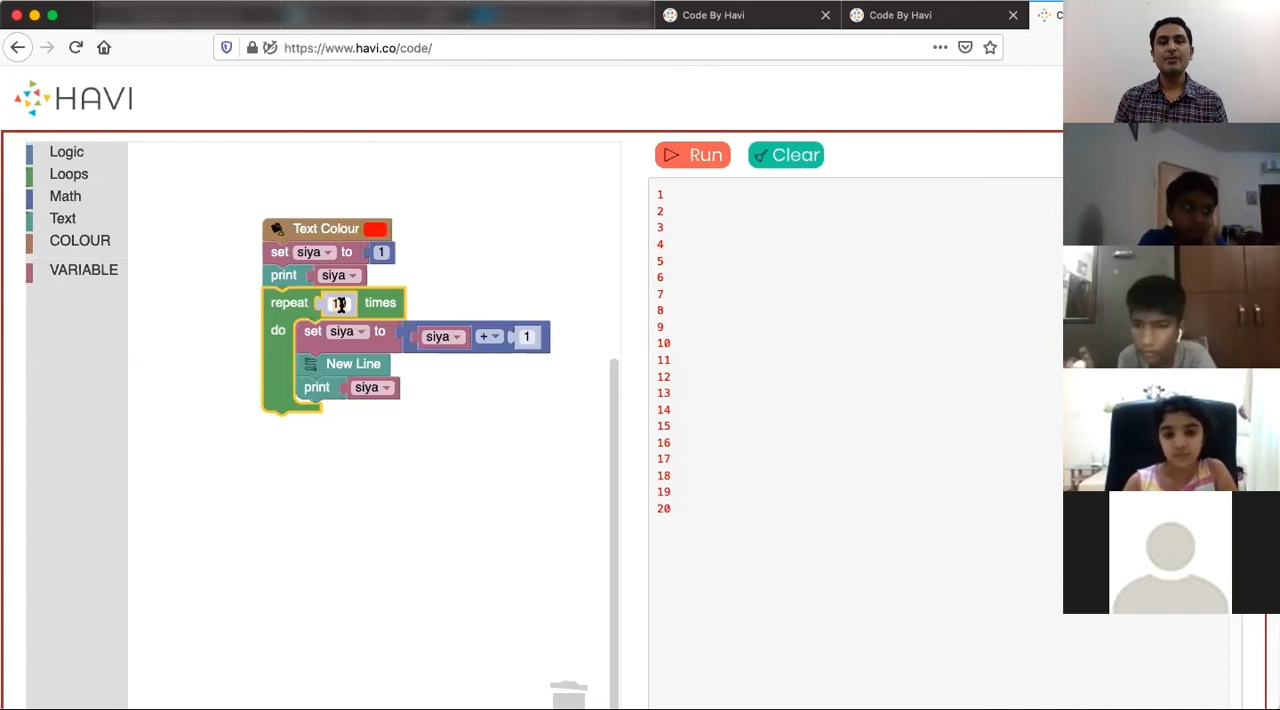 Code By Havi
Code By Havi
https://www.havi.co/code/
HAVI
Logic
Loops
Math
Text
COLOUR
VARIABLE
Text Colour
set siya to 1
print siya
repeat times
do set siya to siya + 1
New Line
print siya
Run
Clear
1
2
3
4
5
6
7
8
9
10
11
12
13
14
15
16
17
18
19
20